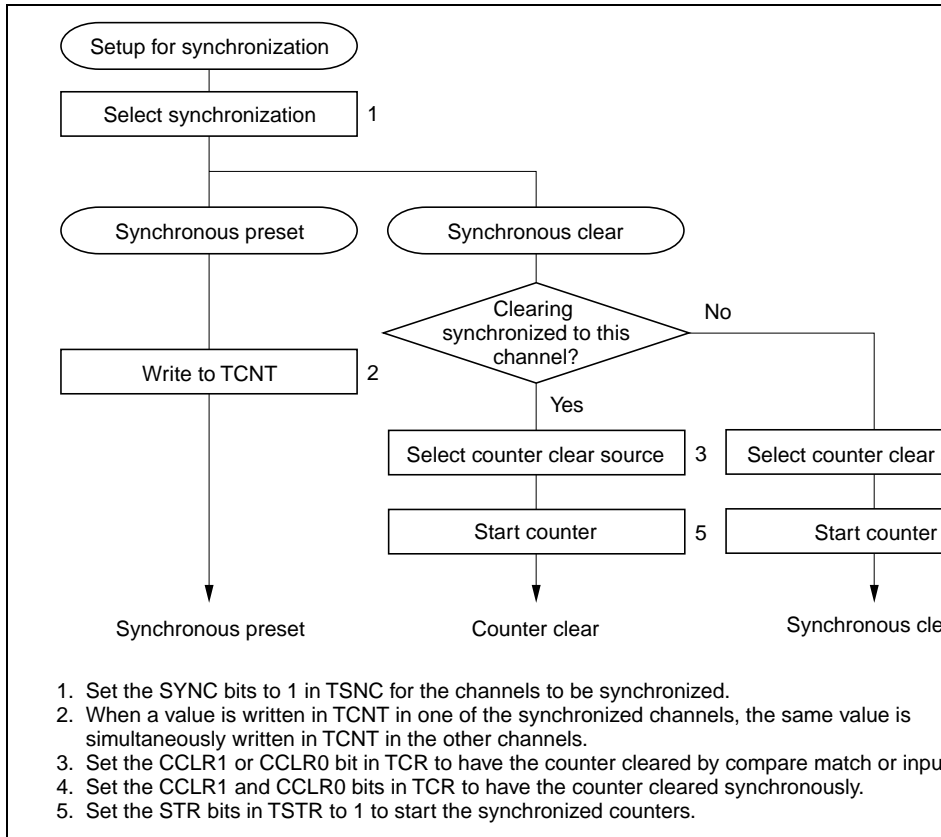 Setup for synchronization
Select synchronization 1
Synchronous preset
Synchronous clear
Clearing
synchronized to this
channel?
No
Write to TCNT 2
Yes
Select counter clear source 3
Select counter clear
Start counter 5
Start counter
Synchronous preset
Counter clear
Synchronous
1. Set the SYNC bits to 1 in TSNC for the channels to be synchronized.
2. When a value is written in TCNT in one of the synchronized channels, the same value is
simultaneously written in TCNT in the other channels.
3. Set the CCLR1 or CCLR0 bit in TCR to have the counter cleared by compare match or
4. Set the CCLR1 and CCLR0 bits in TCR to have the counter cleared synchronously.
5. Set the STR bits in TSTR to 1 to start the synchronized counters.